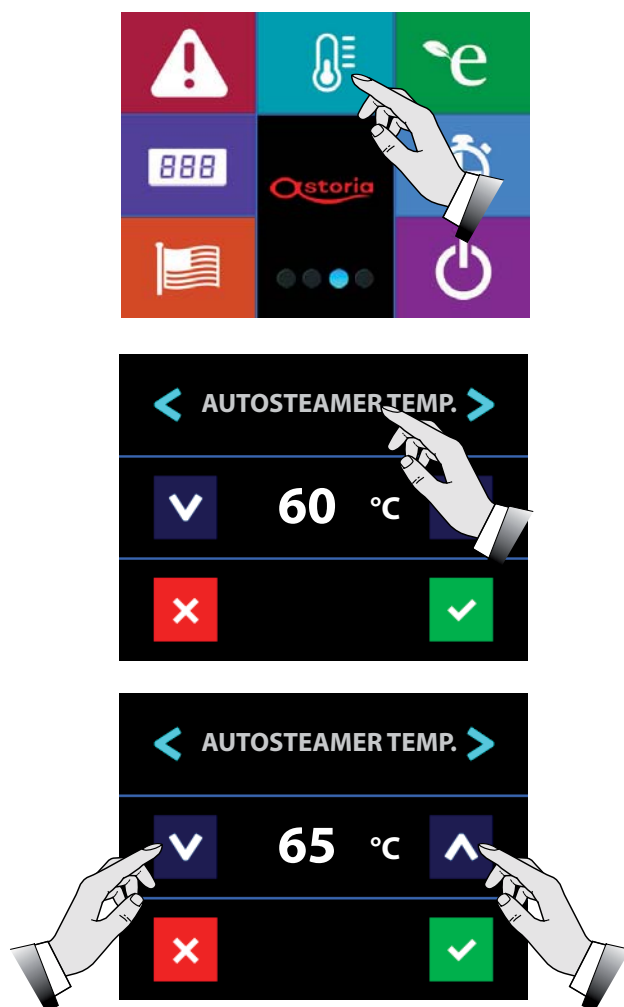 e
888
astoria
AUTOSTEAMER TEMP.
60 °C
AUTOSTEAMER TEMP.
65 °C